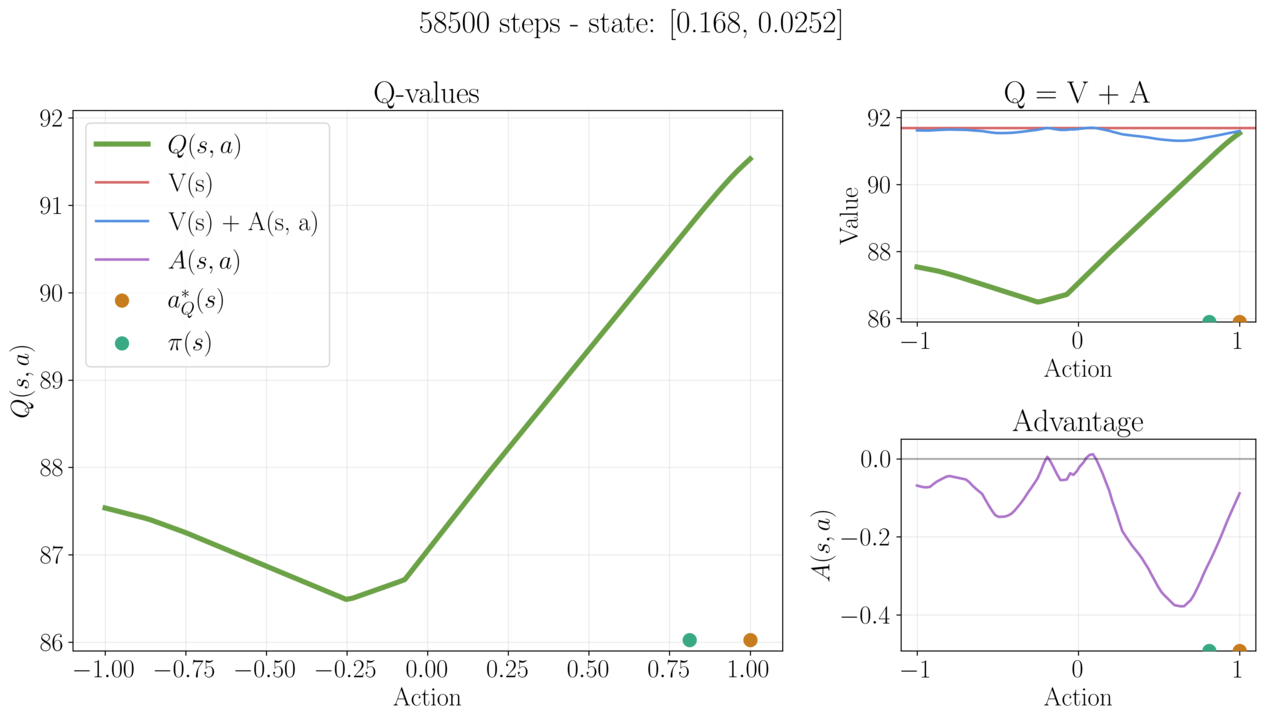 58500 steps - state: [0.168, 0.0252]
Q-values
Q(s, a)
92
91
90
89
88
87
86
Q(s, a)
V(s)
V(s) + A(s, a)
A(s, a)
a*Q(s)
π(s)
−1.00 −0.75 −0.50 −0.25 0.00 0.25 0.50 0.75 1.00
Action
Q = V + A
Value
92
90
88
86
−1 0 1
Action
Advantage
A(s, a)
0.0
−0.2
−0.4
−1 0 1
Action